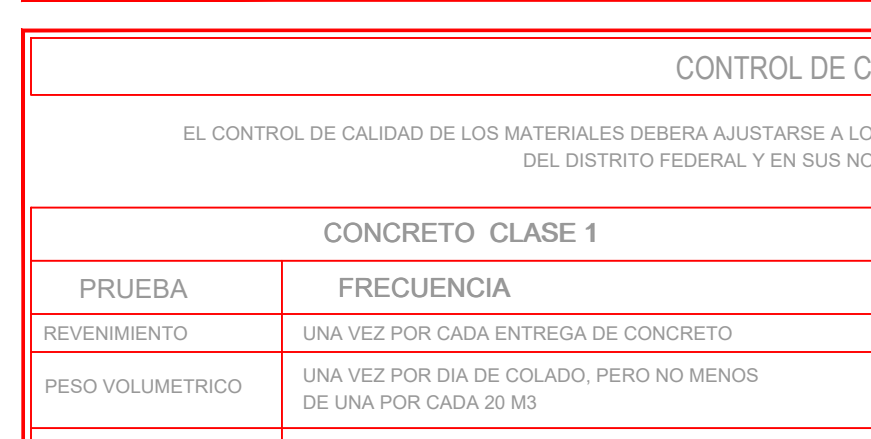 CONTROL DE C
EL CONTROL DE CALIDAD DE LOS MATERIALES DEBERA AJUSTARSE A LO
DEL DISTRITO FEDERAL Y EN SUS NO
CONCRETO CLASE 1
PRUEBA FRECUENCIA
REVENIMIENTO UNA VEZ POR CADA ENTREGA DE CONCRETO
PESO VOLUMETRICO UNA VEZ POR DIA DE COLADO, PERO NO MENOS
DE UNA POR CADA 20 M3